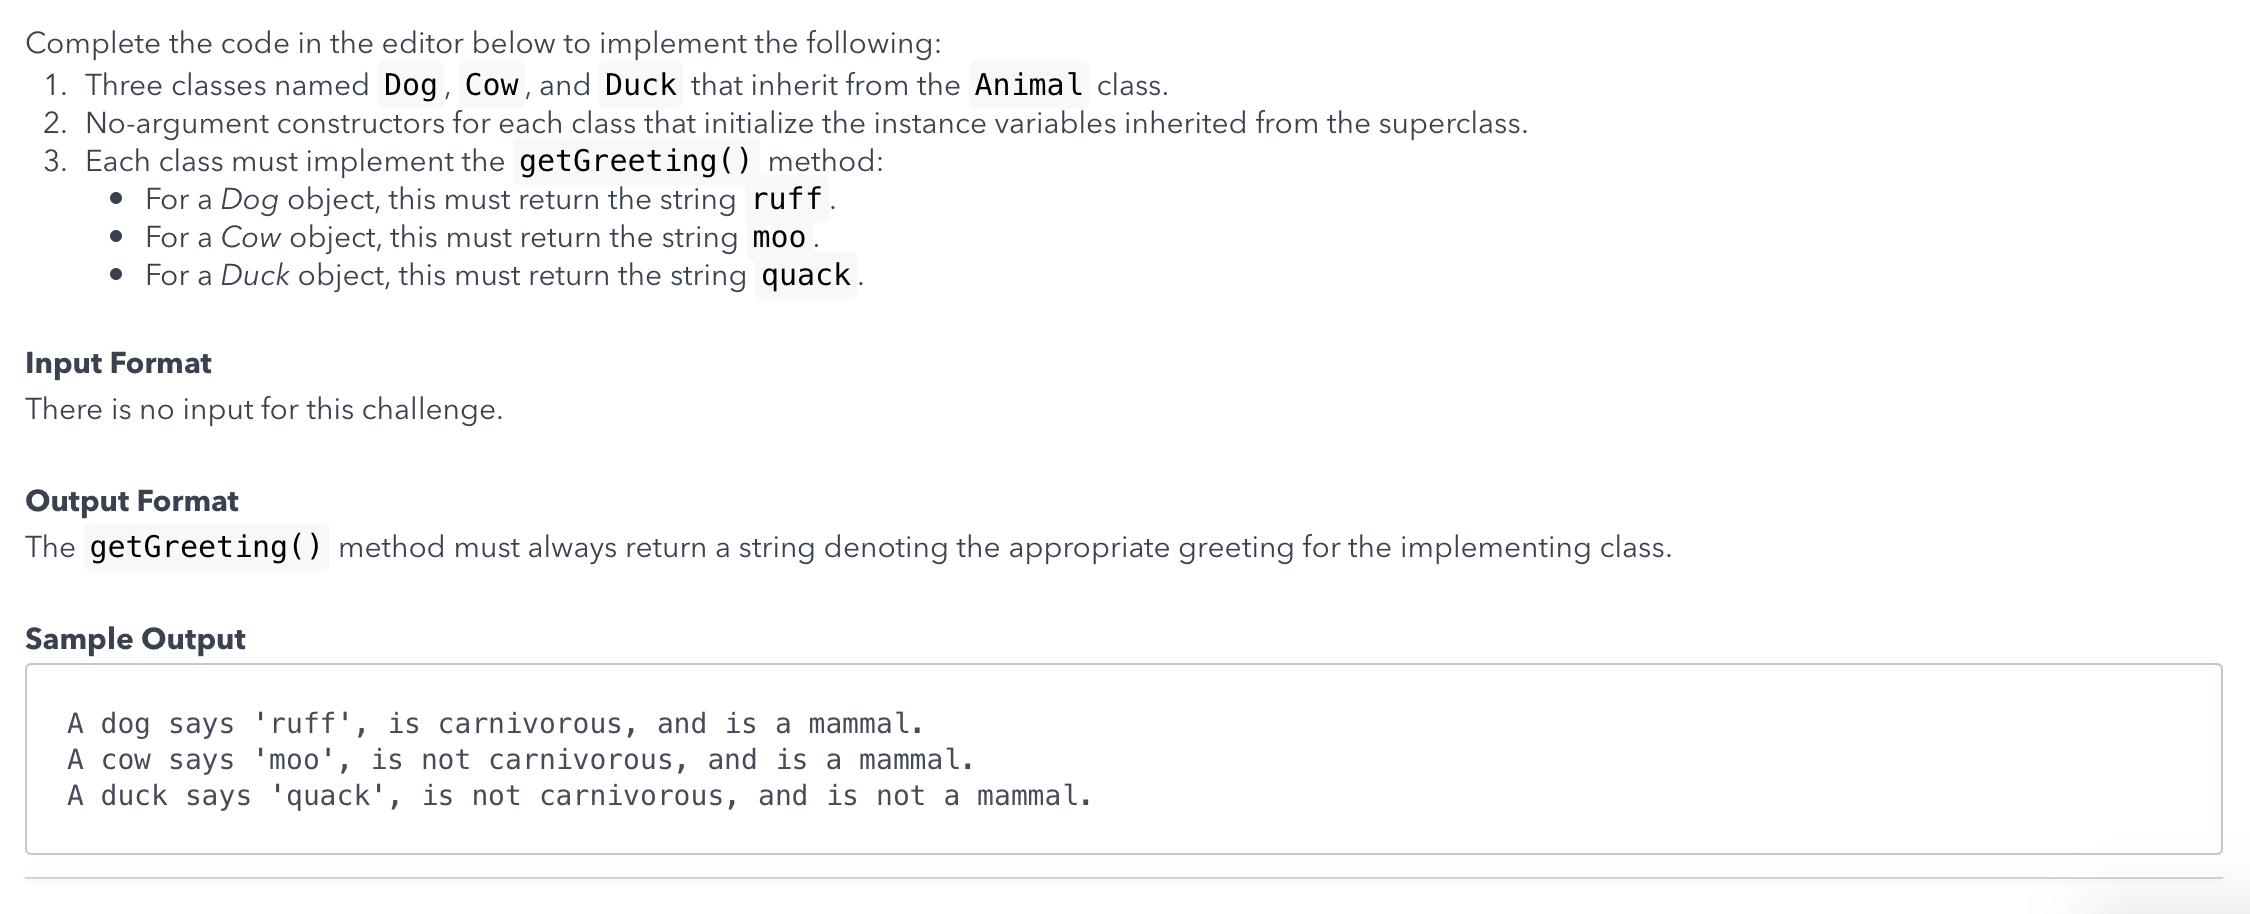 Complete the code in the editor below to implement the following:
1. Three classes named Dog, Cow, and Duck that inherit from the Animal class.
2. No-argument constructors for each class that initialize the instance variables inherited from the superclass.
3. Each class must implement the getGreeting() method:
• For a Dog object, this must return the string ruff.
• For a Cow object, this must return the string moo.
• For a Duck object, this must return the string quack.
Input Format
There is no input for this challenge.
Output Format
The getGreeting() method must always return a string denoting the appropriate greeting for the implementing class.
Sample Output
A dog says 'ruff', is carnivorous, and is a mammal.
A cow says 'moo', is not carnivorous, and is a mammal.
A duck says 'quack', is not carnivorous, and is not a mammal.